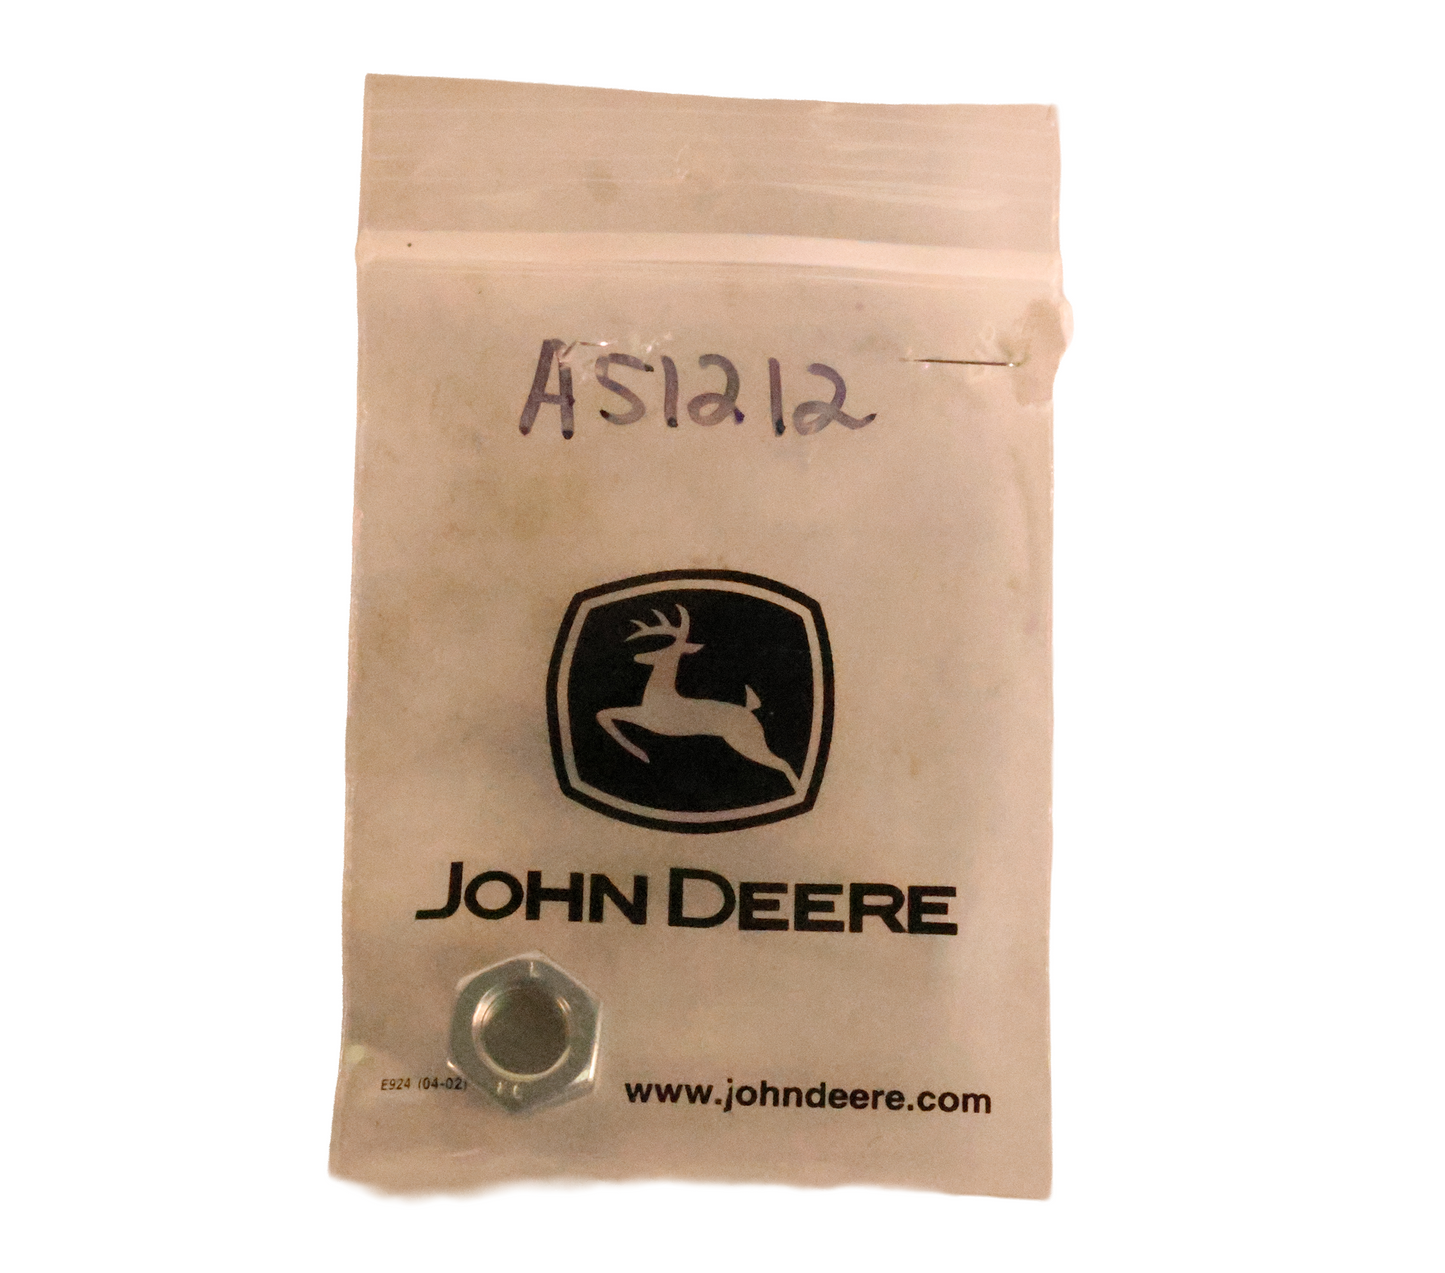 A51212
JOHN DEERE
E924 (04-02)
www.johndeere.com